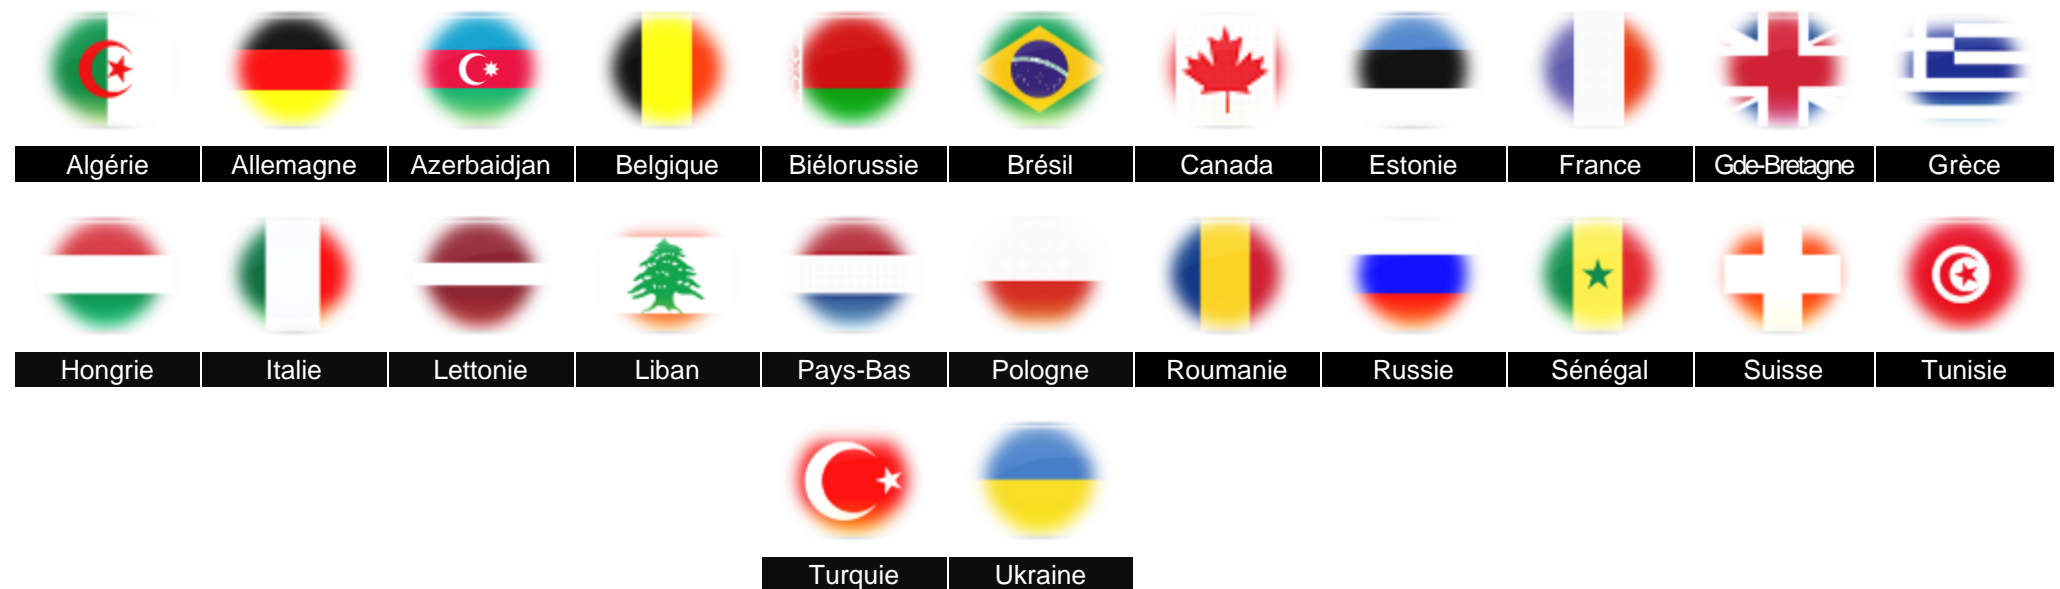 Algérie Allemagne Azerbaidjan Belgique Biélorussie Brésil Canada Estonie France Gde-Bretagne Grèce
Hongrie Italie Lettonie Liban Pays-Bas Pologne Roumanie Russie Sénégal Suisse Tunisie
Turquie Ukraine